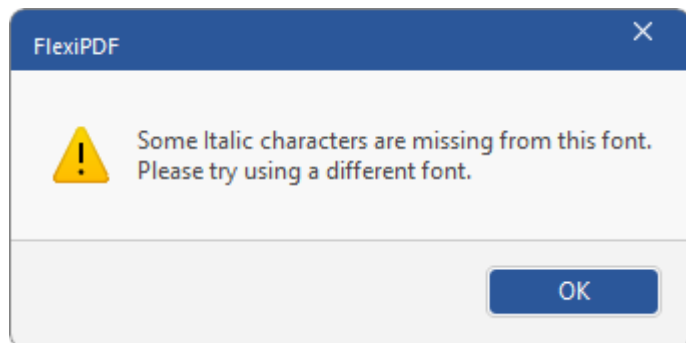 FlexiPDF
Some Italic characters are missing from this font.
Please try using a different font.
OK